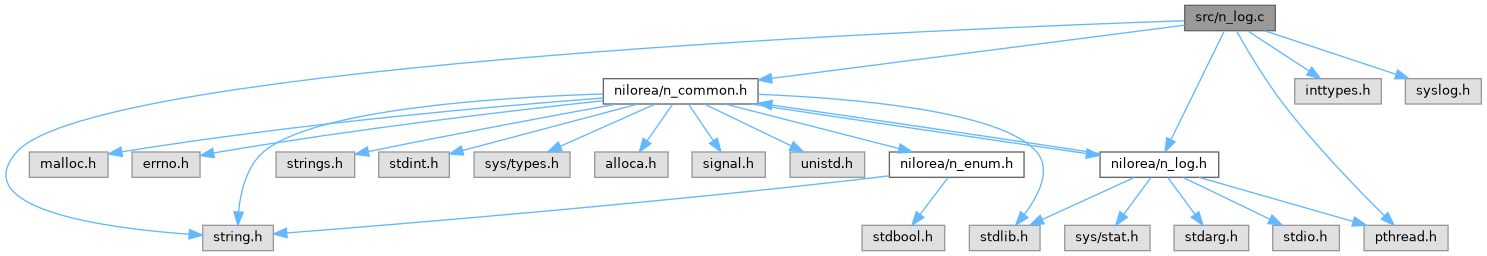 src/n_log.c
nilorea/n_common.h
inttypes.h
syslog.h
malloc.h
errno.h
strings.h
stdint.h
sys/types.h
alloca.h
signal.h
unistd.h
nilorea/n_enum.h
nilorea/n_log.h
string.h
stdbool.h
stdlib.h
sys/stat.h
stdarg.h
stdio.h
pthread.h